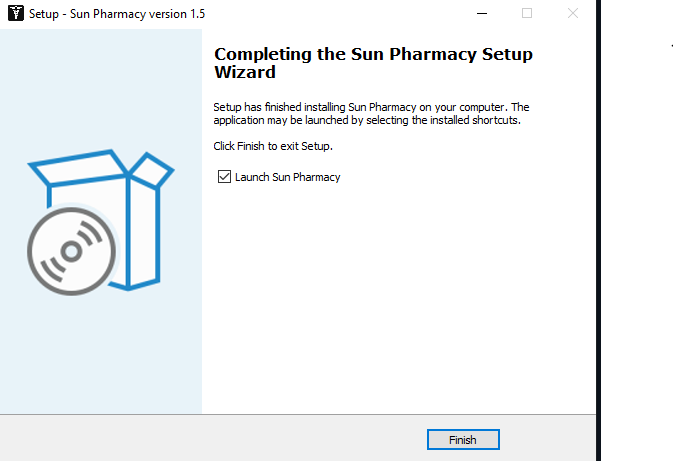 Setup - Sun Pharmacy version 1.5
Completing the Sun Pharmacy Setup
Wizard
Setup has finished installing Sun Pharmacy on your computer. The
application may be launched by selecting the installed shortcuts.
Click Finish to exit Setup.
Launch Sun Pharmacy
Finish